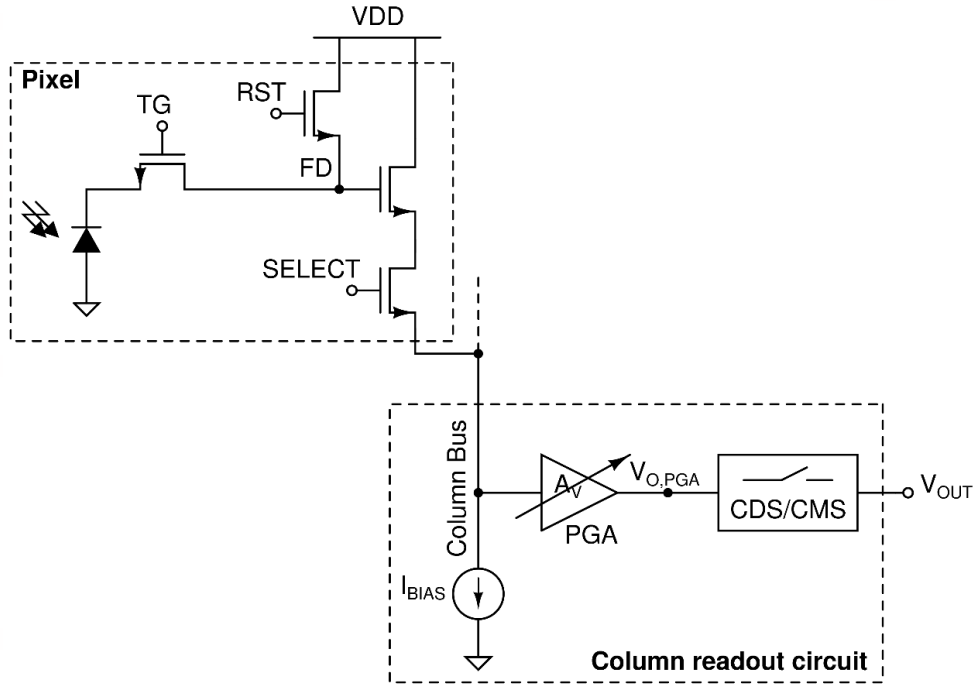 VDD
Pixel
RST
TG
FD
SELECT
Column Bus
V_O,PGA
A_V
V_OUT
CDS/CMS
PGA
I_BIAS
Column readout circuit